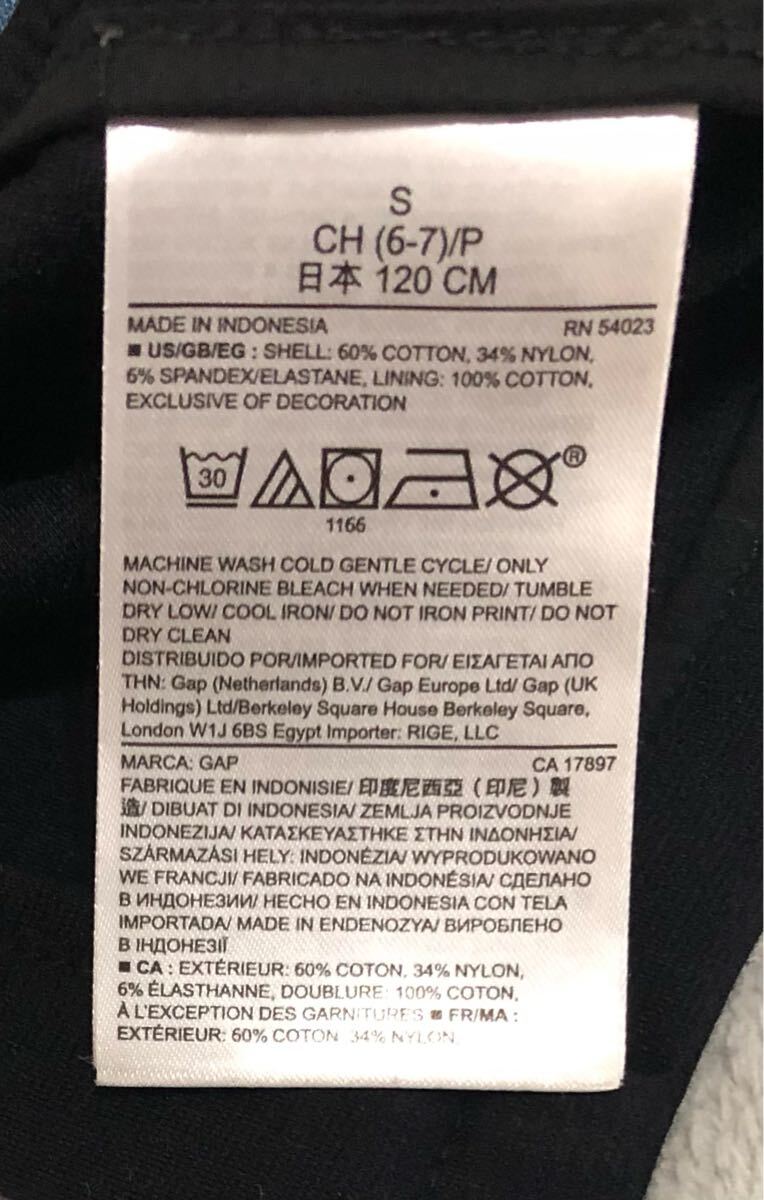 S
CH (6-7)/P
日本 120 CM
MADE IN INDONESIA RN 54023
■ US/GB/EG : SHELL: 60% COTTON, 34% NYLON,
6% SPANDEX/ELASTANE, LINING: 100% COTTON,
EXCLUSIVE OF DECORATION
30
®
1166
MACHINE WASH COLD GENTLE CYCLE/ ONLY
NON-CHLORINE BLEACH WHEN NEEDED/ TUMBLE
DRY LOW/ COOL IRON/ DO NOT IRON PRINT/ DO NOT
DRY CLEAN
DISTRIBUIDO POR/IMPORTED FOR/ ΕΙΣΑΓΕΤΑΙ ΑΠΟ
ΤΗΝ: Gap (Netherlands) B.V./ Gap Europe Ltd/ Gap (UK
Holdings) Ltd/Berkeley Square House Berkeley Square,
London W1J 6BS Egypt Importer: RIGE, LLC
MARCA: GAP CA 17897
FABRIQUE EN INDONISIE/ 印度尼西亞 ( 印尼 ) 製
造/ DIBUAT DI INDONESIA/ ZEMLJA PROIZVODNJE
INDONEZIJA/ ΚΑΤΑΣΚΕΥΑΣΤΗΚΕ ΣΤΗΝ ΙΝΔΟΝΗΣΙΑ/
SZÁRMAZÁSI HELY: INDONÉZIA/ WYPRODUKOWANO
WE FRANCJI/ FABRICADO NA INDONÉSIA/ СДЕЛАНО
В ИНДОНЕЗИИ/ HECHO EN INDONESIA CON TELA
IMPORTADA/ MADE IN ENDENOZYA/ ВИРОБЛЕНО
В ІНДОНЕЗІЇ
■ CA : EXTÉRIEUR: 60% COTON, 34% NYLON,
6% ÉLASTHANNE, DOUBLURE: 100% COTON,
À L'EXCEPTION DES GARNITURES ■ FR/MA :
EXTÉRIEUR: 60% COTON, 34% NYLON,